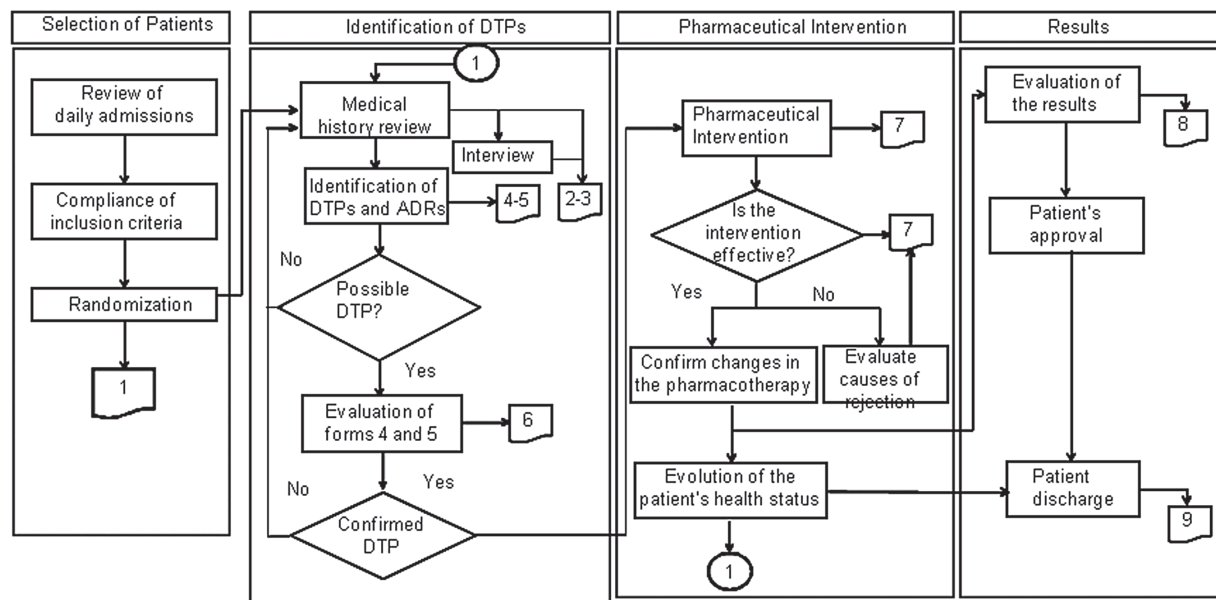 Selection of Patients
Review of
daily admissions
Compliance of
inclusion criteria
Randomization
1
Identification of DTPs
1
Medical
history review
Interview
Identification of
DTPs and ADRs
4-5
2-3
No
Possible
DTP?
Yes
Evaluation of
forms 4 and 5
6
No
Yes
Confirmed
DTP
Pharmaceutical Intervention
Pharmaceutical
Intervention
7
Is the
intervention
effective?
7
Yes
No
Confirm changes in
the pharmacotherapy
Evaluate
causes of
rejection
Evolution of the
patient's health status
1
Results
Evaluation of
the results
8
Patient's
approval
Patient
discharge
9